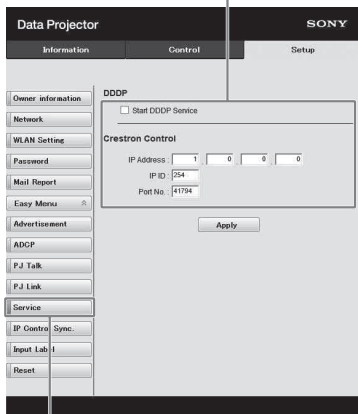 Data Projector
SONY
Information Control Setup
Owner information
Network
WLAN Setting
Password
Mail Report
Easy Menu
Advertisement
ADCP
PJ Talk
PJ Link
Service
IP Control Sync.
Input Label
Reset
DDDP
Start DDDP Service
Crestron Control
IP Address : 1 . 0 . 0 . 0
IP ID : 254
Port No. : 41794
Apply